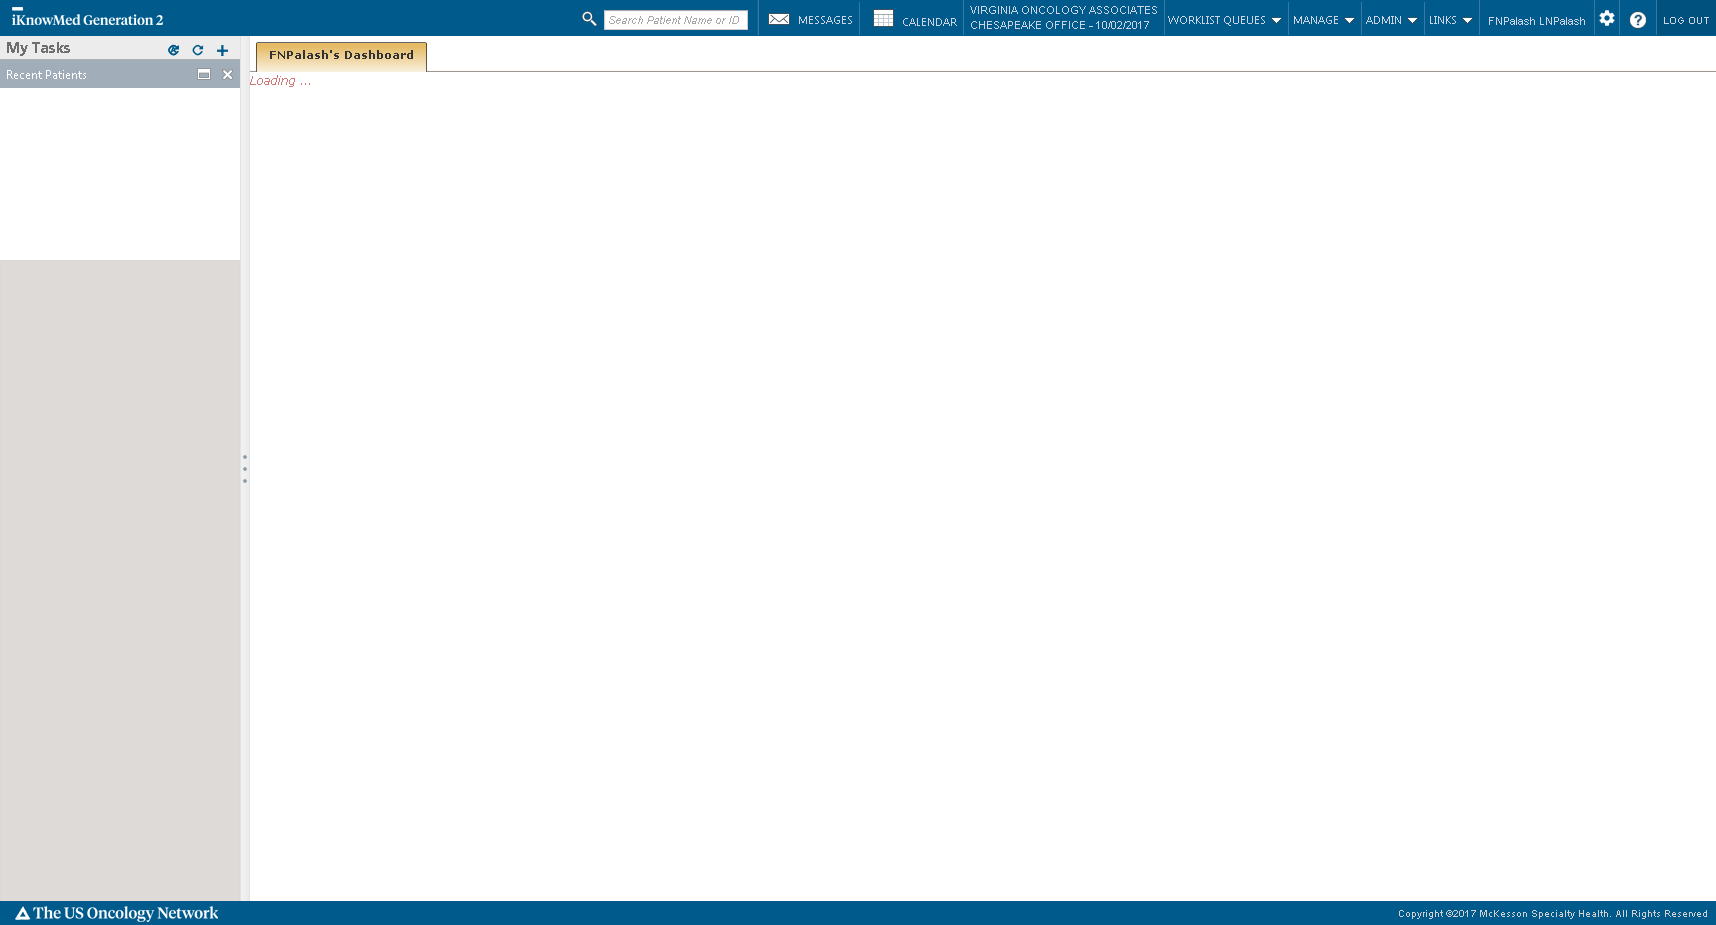 iKnowMed Generation 2
Search Patient Name or ID
MESSAGES
CALENDAR
VIRGINIA ONCOLOGY ASSOCIATES
CHESAPEAKE OFFICE - 10/02/2017
WORKLIST QUEUES
MANAGE
ADMIN
LINKS
FNPalash LNPalash
LOG OUT
My Tasks
Recent Patients
FNPalash's Dashboard
Loading ...
The US Oncology Network
Copyright ©2017 McKesson Specialty Health. All Rights Reserved